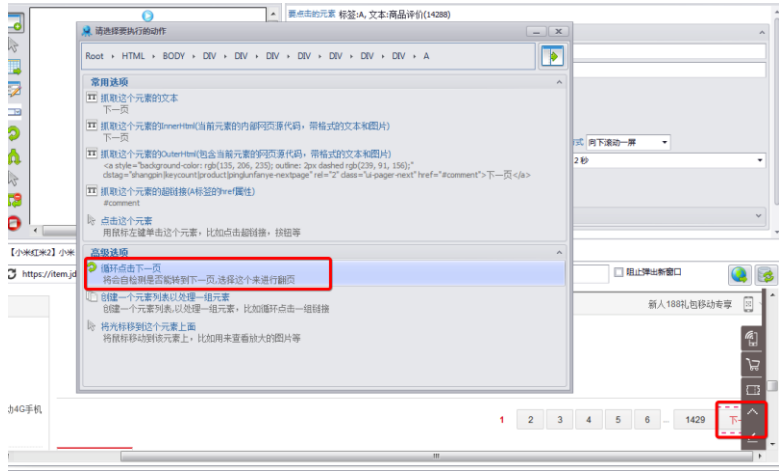 要点击的元素 标签:A, 文本:商品评价(14288)
请选择要执行的动作
Root ▸ HTML ▸ BODY ▸ DIV ▸ DIV ▸ DIV ▸ DIV ▸ DIV ▸ DIV ▸ DIV ▸ A
常用选项
抓取这个元素的文本
下一页
抓取这个元素的InnerHtml(当前元素的内部网页源代码，带格式的文本和图片)
下一页
抓取这个元素的OuterHtml(包含当前元素的网页源代码，带格式的文本和图片)
<a style="background-color: rgb(135, 206, 235); outline: 2px dashed rgb(239, 91, 156);"
clstag="shangpin|keycount|product|pinglunfanye-nextpage" rel="2" class="ui-pager-next" href="#comment">下一页</a>
抓取这个元素的超链接(A标签的href属性)
#comment
点击这个元素
用鼠标左键单击这个元素，比如点击超链接，按钮等
高级选项
循环点击下一页
将会自检测是否能转到下一页,选择这个来进行翻页
创建一个元素列表以处理一组元素
创建一个元素列表以处理一组元素，比如循环点击一组链接
将光标移到这个元素上面
将鼠标移动到该元素上，比如用来查看放大的图片等
式 向下滚动一屏
2 秒
【小米红米2】小米
https://item.jd
阻止弹出新窗口
新人188礼包移动专享
动4G手机
1 2 3 4 5 6 ... 1429 下一